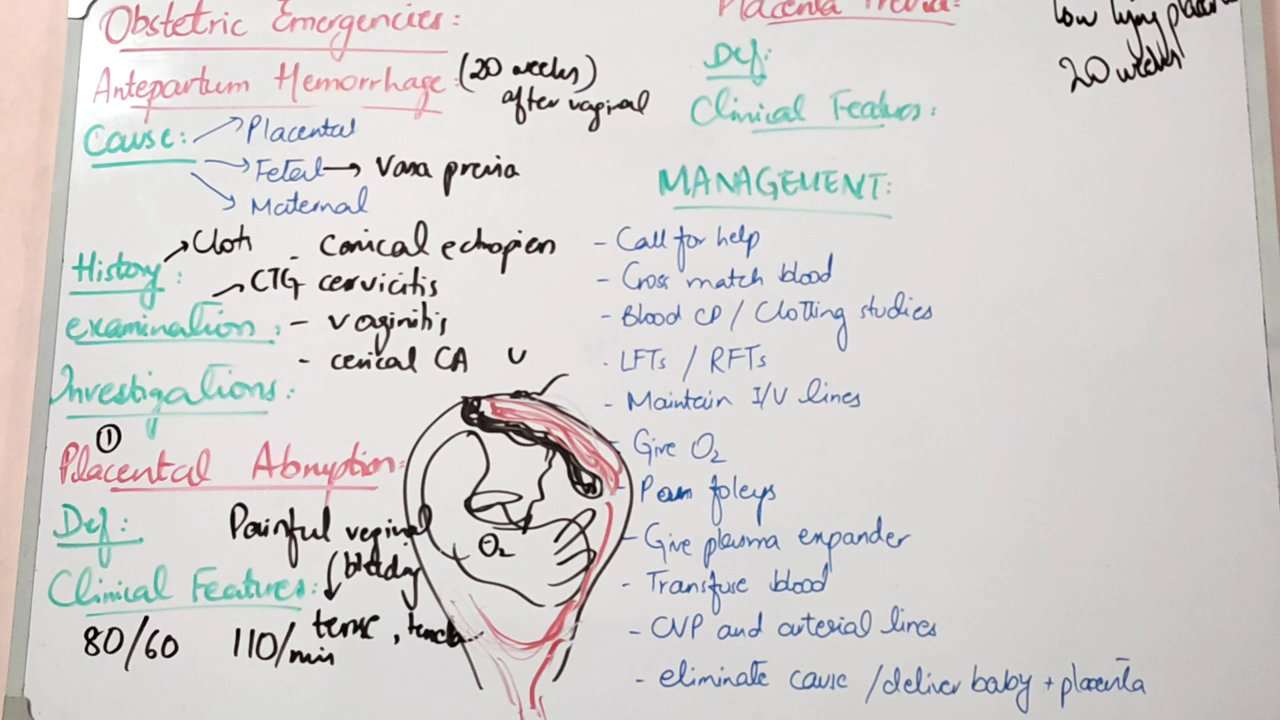 Obstetric Emergencies:
Antepartum Hemorrhage: (20 weeks)
after vaginal
Cause: Placental
Fetal → Vasa previa
Maternal
History: Clots - Conical ectropion
CTG cervicitis
examination: - vaginitis
- cerical CA U
Investigations:
①
Placental Abruption:
Def: Painful veginal
bleeding
Clinical Features: tense, tender
80/60 110/min
O₂
Placenta Previa:
low lying placenta
20 weeks
Def:
Clinical Features:
MANAGEMENT:
- Call for help
- Cross match blood
- Blood CP / Clotting studies
- LFTs / RFTs
- Maintain I/V lines
- Give O₂
- Pass foleys
- Give plasma expander
- Transfuse blood
- CVP and arterial lines
- eliminate cause / deliver baby + placenta